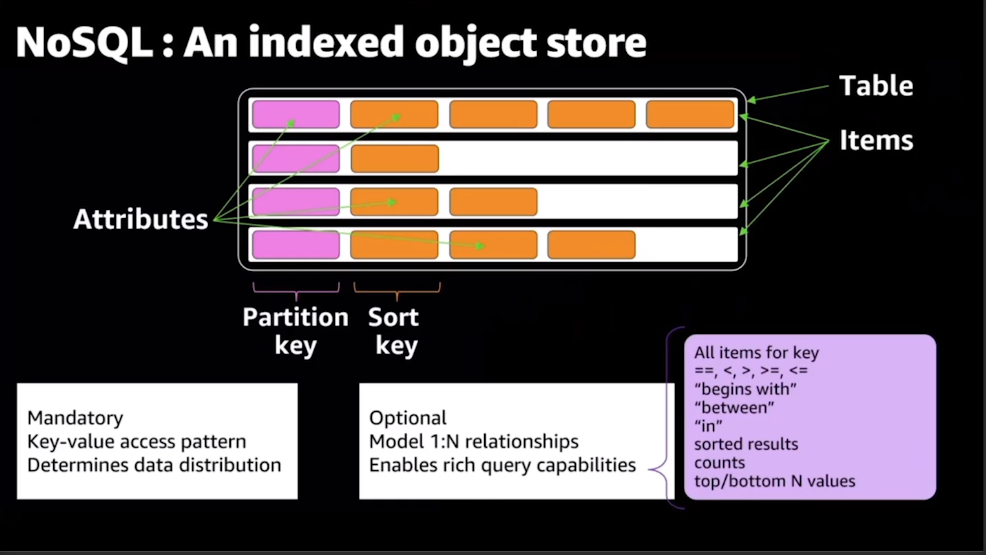 NoSQL : An indexed object store
Table
Items
Attributes
Partition
key
Sort
key
Mandatory
Key-value access pattern
Determines data distribution
Optional
Model 1:N relationships
Enables rich query capabilities
All items for key
==, <, >, >=, <=
“begins with”
“between”
“in”
sorted results
counts
top/bottom N values